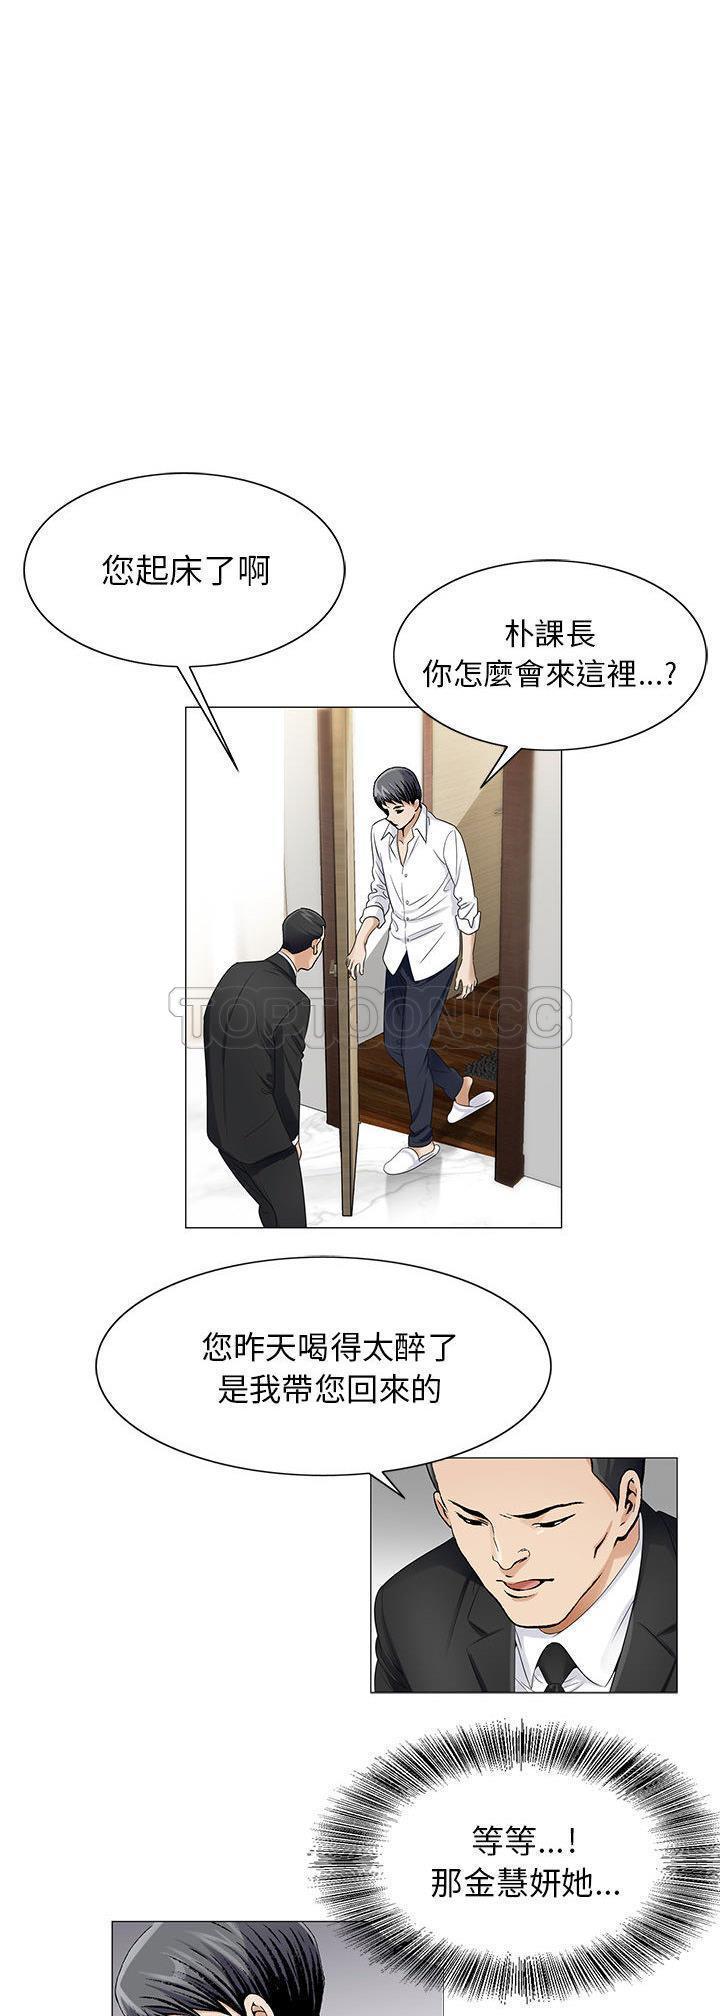 您起床了啊
朴課長
你怎麼會來這裡...?
TOPTOON.CC
您昨天喝得太醉了
是我帶您回來的
等等...!
那金慧妍她...